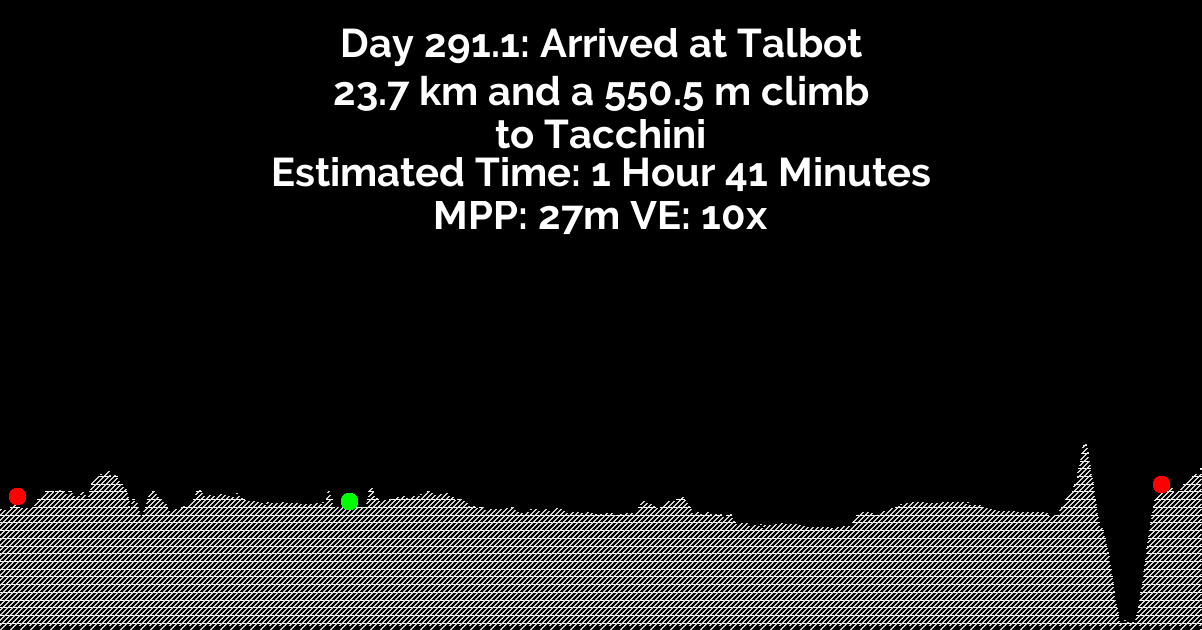 Day 291.1: Arrived at Talbot
23.7 km and a 550.5 m climb
to Tacchini
Estimated Time: 1 Hour 41 Minutes
MPP: 27m VE: 10x